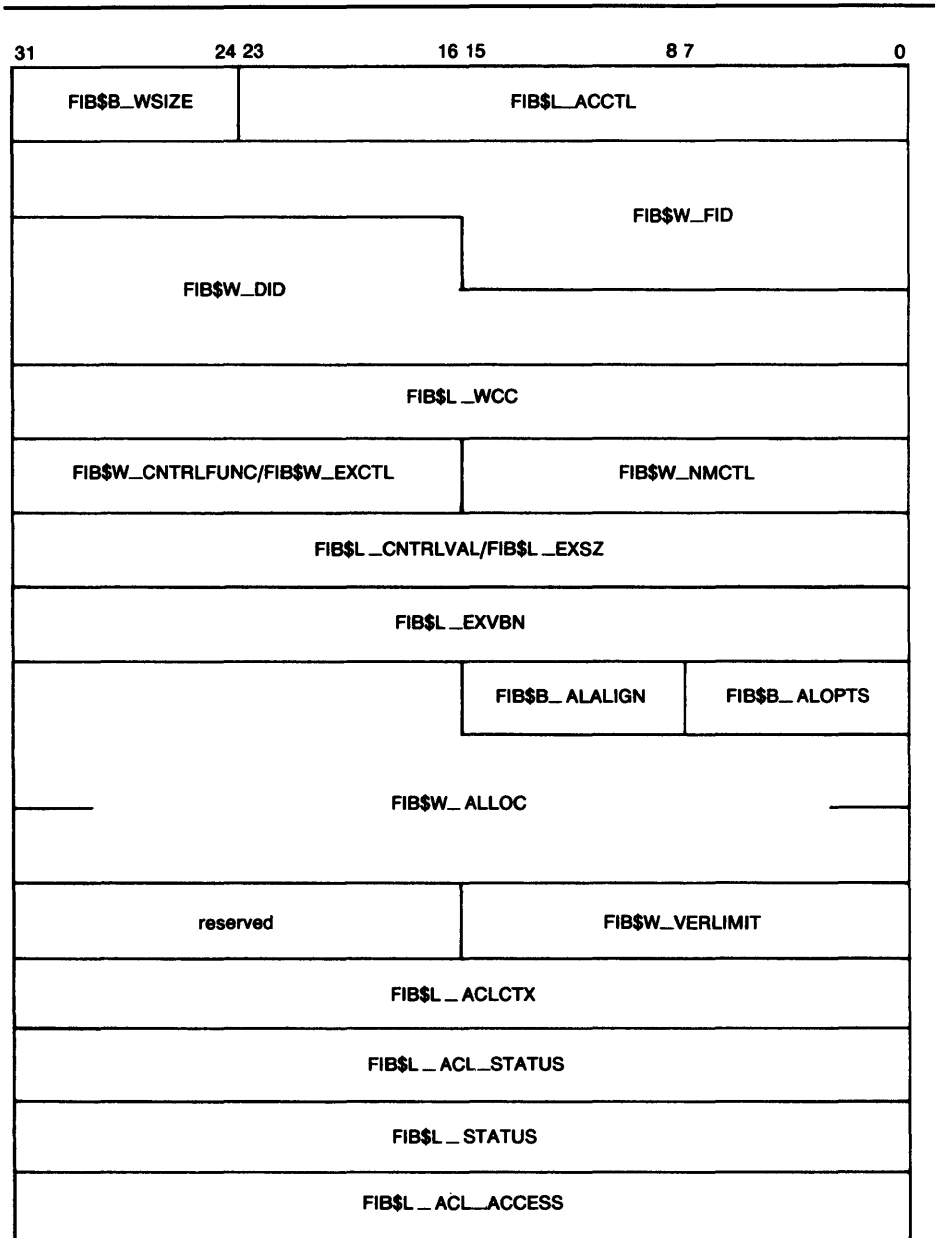 31 24 23 16 15 8 7 0
FIB$B_WSIZE FIB$L_ACCTL
FIB$W_FID
FIB$W_DID
FIB$L_WCC
FIB$W_CNTRLFUNC/FIB$W_EXCTL FIB$W_NMCTL
FIB$L_CNTRLVAL/FIB$L_EXSZ
FIB$L_EXVBN
FIB$B_ALALIGN FIB$B_ALOPTS
FIB$W_ALLOC
reserved FIB$W_VERLIMIT
FIB$L_ACLCTX
FIB$L_ACL_STATUS
FIB$L_STATUS
FIB$L_ACL_ACCESS